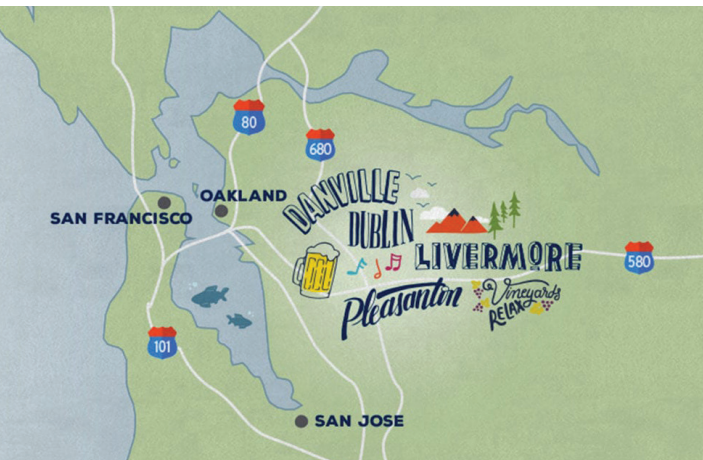 80
680
DANVILLE
OAKLAND
SAN FRANCISCO
DUBLIN
LIVERMORE
580
Pleasanton
Vineyards
RELAX
101
SAN JOSE